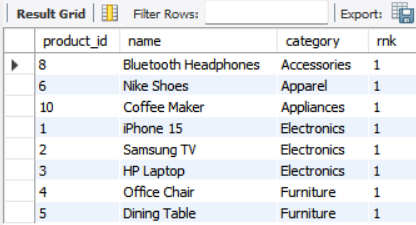 Result Grid Filter Rows: Export:
product_id name category rnk
8 Bluetooth Headphones Accessories 1
6 Nike Shoes Apparel 1
10 Coffee Maker Appliances 1
1 iPhone 15 Electronics 1
2 Samsung TV Electronics 1
3 HP Laptop Electronics 1
4 Office Chair Furniture 1
5 Dining Table Furniture 1